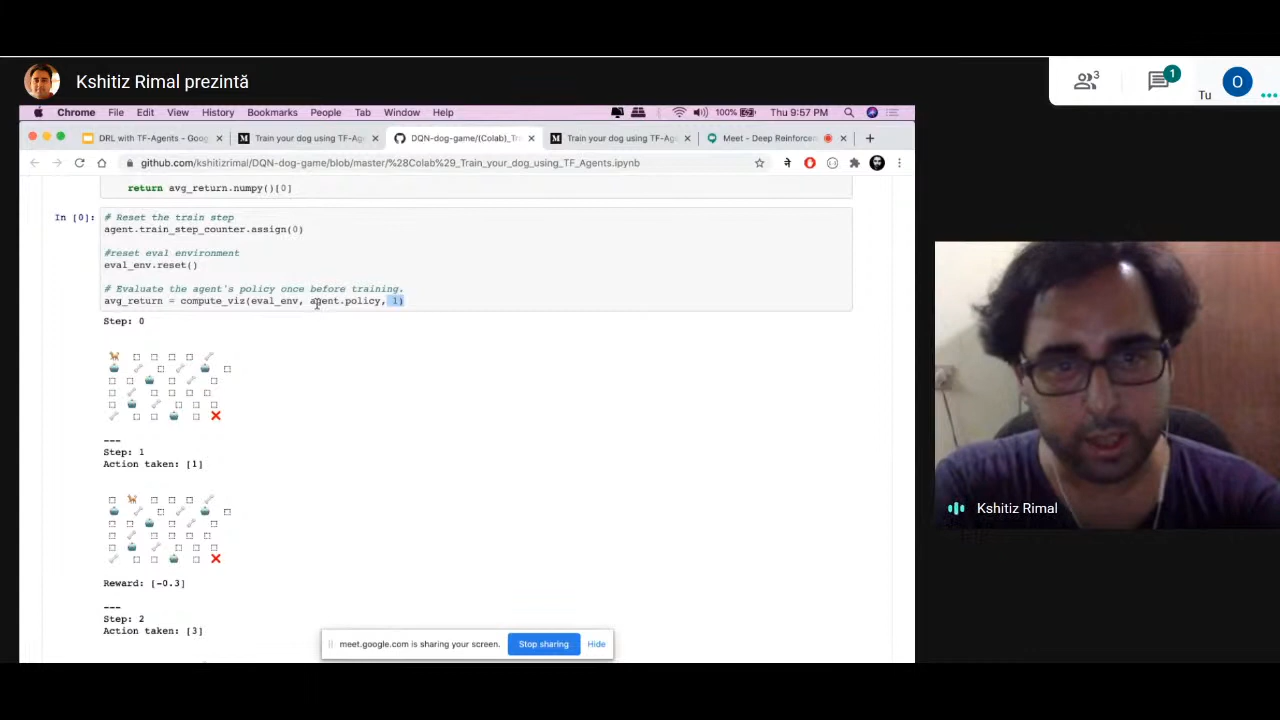 Kshitiz Rimal prezintă
3
1
Tu
O
Chrome File Edit View History Bookmarks People Tab Window Help
100%
Thu 9:57 PM
DRL with TF-Agents - Goog
Train your dog using TF-Ag
DQN-dog-game/(Colab)_Tr
Train your dog using TF-Age
Meet - Deep Reinforcem
github.com/kshitizrimal/DQN-dog-game/blob/master/%28Colab%29_Train_your_dog_using_TF_Agents.ipynb
return avg_return.numpy()[0]
In [0]:
# Reset the train step
agent.train_step_counter.assign(0)
#reset eval environment
eval_env.reset()
# Evaluate the agent's policy once before training.
avg_return = compute_viz(eval_env, agent.policy, 1)
Step: 0
---
Step: 1
Action taken: [1]
Reward: [-0.3]
---
Step: 2
Action taken: [3]
meet.google.com is sharing your screen.
Stop sharing
Hide
Kshitiz Rimal